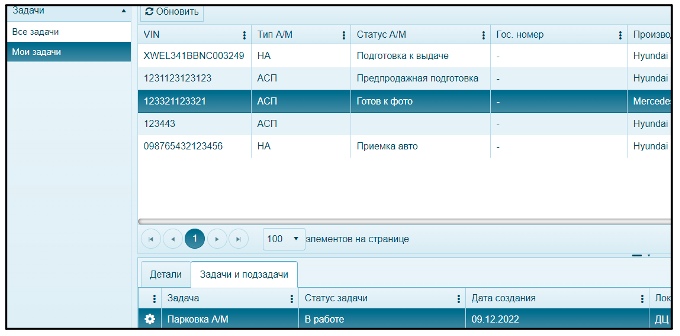 Задачи
Обновить
Все задачи
Мои задачи
VIN Тип А/М Статус А/М Гос. номер Произво
XWEL341BBNC003249 НА Подготовка к выдаче - Hyundai
1231123123123 АСП Предпродажная подготовка - Hyundai
123321123321 АСП Готов к фото - Mercedes
123443 АСП - Hyundai
098765432123456 НА Приемка авто - Hyundai
1 100 элементов на странице
Детали Задачи и подзадачи
Задача Статус задачи Дата создания Лок
Парковка А/М В работе 09.12.2022 ДЦ